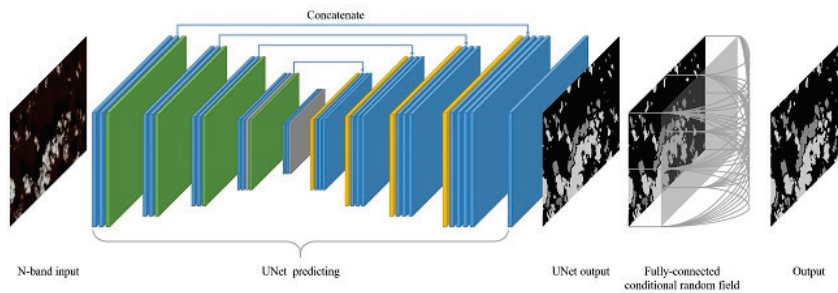 Concatenate
N-band input
UNet predicting
UNet output
Fully-connected
conditional random field
Output